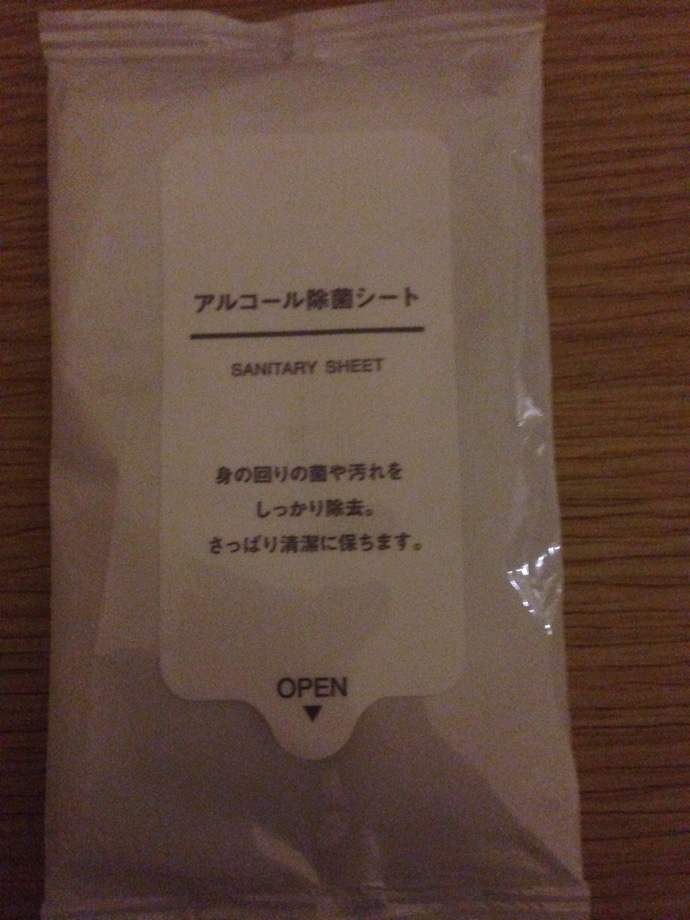 アルコール除菌シート
SANITARY SHEET
身の回りの菌や汚れを
しっかり除去。
さっぱり清潔に保ちます。
OPEN